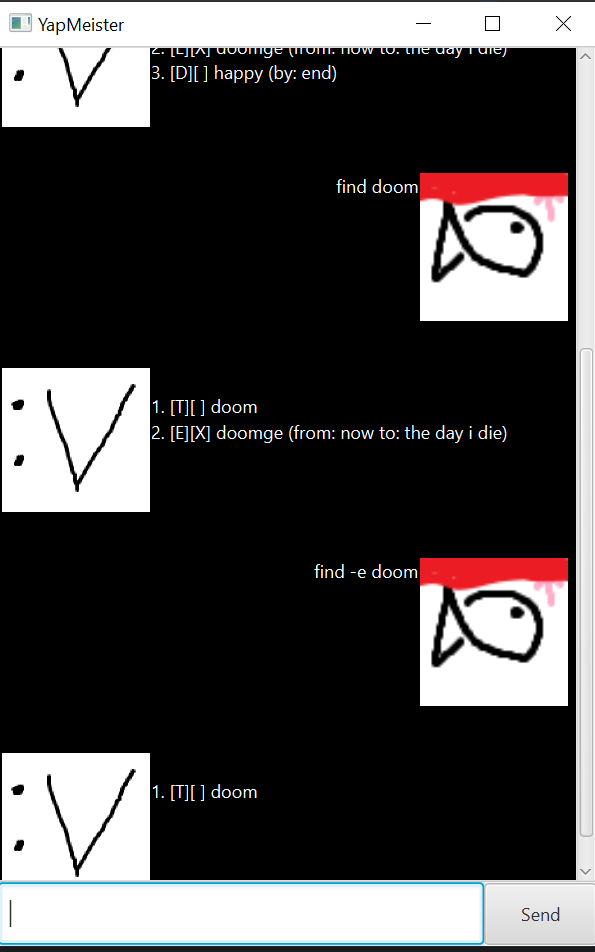 YapMeister
2. [E][X] doomge (from: now to: the day i die)
3. [D][ ] happy (by: end)
find doom
1. [T][ ] doom
2. [E][X] doomge (from: now to: the day i die)
find -e doom
1. [T][ ] doom
Send